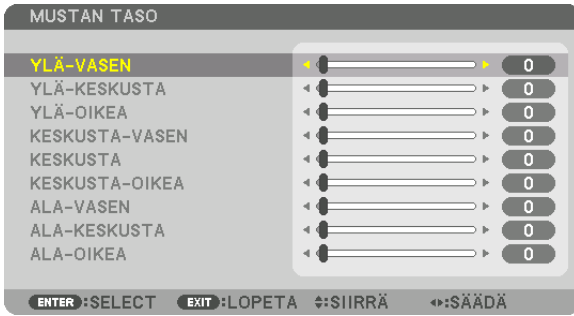 MUSTAN TASO
YLÄ-VASEN 0
YLÄ-KESKUSTA 0
YLÄ-OIKEA 0
KESKUSTA-VASEN 0
KESKUSTA 0
KESKUSTA-OIKEA 0
ALA-VASEN 0
ALA-KESKUSTA 0
ALA-OIKEA 0
ENTER :SELECT EXIT :LOPETA :SIIRRÄ :SÄÄDÄ